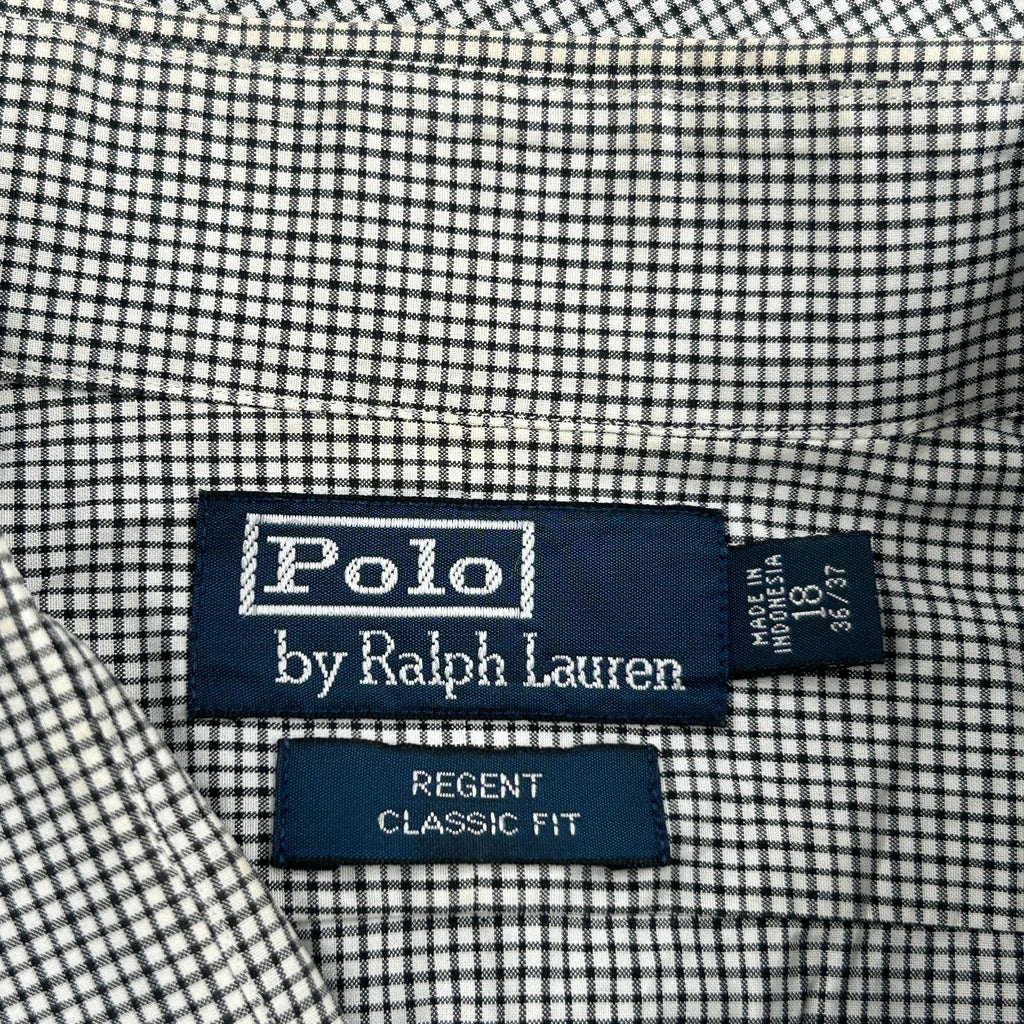 Polo
by Ralph Lauren
MADE IN
INDONESIA
18
36/37
REGENT
CLASSIC FIT